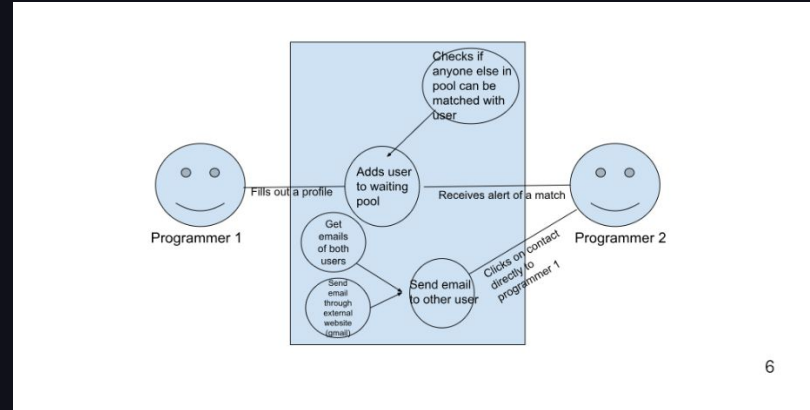 Checks if
anyone else in
pool can be
matched with
user
Adds user
to waiting
pool
Fills out a profile
Receives alert of a match
Programmer 1
Programmer 2
Get
emails
of both
users
Clicks on contact
directly to
programmer 1
Send
email
through
external
website
(gmail)
Send email
to other user
6